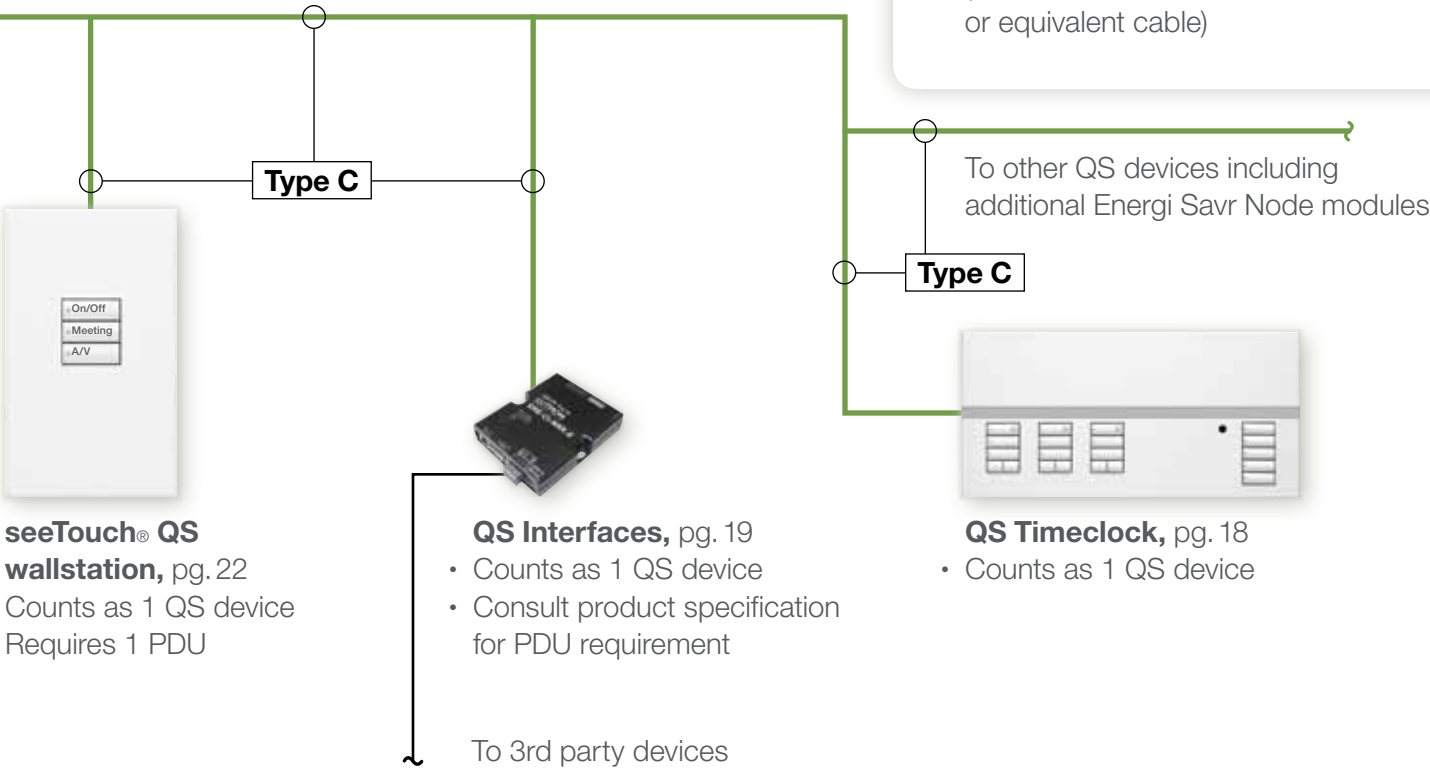 or equivalent cable)
Type C
To other QS devices including
additional Energi Savr Node modules
Type C
On/Off
Meeting
A/V
seeTouch® QS
wallstation, pg. 22
Counts as 1 QS device
Requires 1 PDU
QS Interfaces, pg. 19
• Counts as 1 QS device
• Consult product specification
for PDU requirement
QS Timeclock, pg. 18
• Counts as 1 QS device
To 3rd party devices